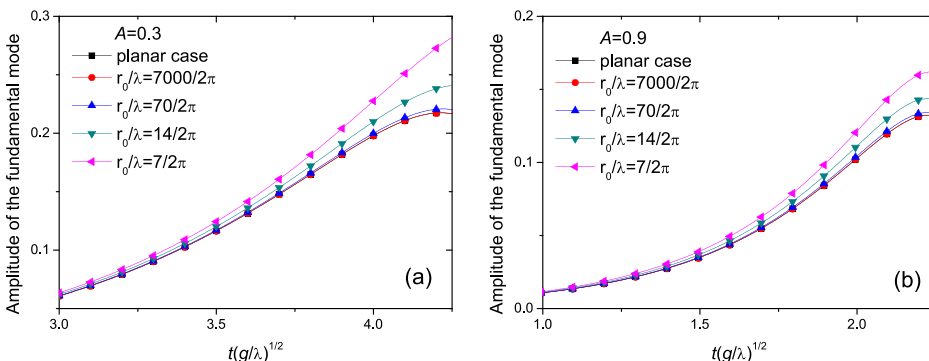 A=0.3
planar case
r₀/λ=7000/2π
r₀/λ=70/2π
r₀/λ=14/2π
r₀/λ=7/2π
(a)
0.3
0.2
0.1
3.0 3.5 4.0
t(g/λ)^1/2
Amplitude of the fundamental mode
A=0.9
planar case
r₀/λ=7000/2π
r₀/λ=70/2π
r₀/λ=14/2π
r₀/λ=7/2π
(b)
0.2
0.1
0.0
1.0 1.5 2.0
t(g/λ)^1/2
Amplitude of the fundamental mode